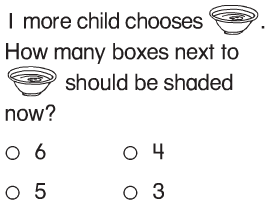 1 more child chooses .
How many boxes next to
should be shaded
now?
6 4
5 3